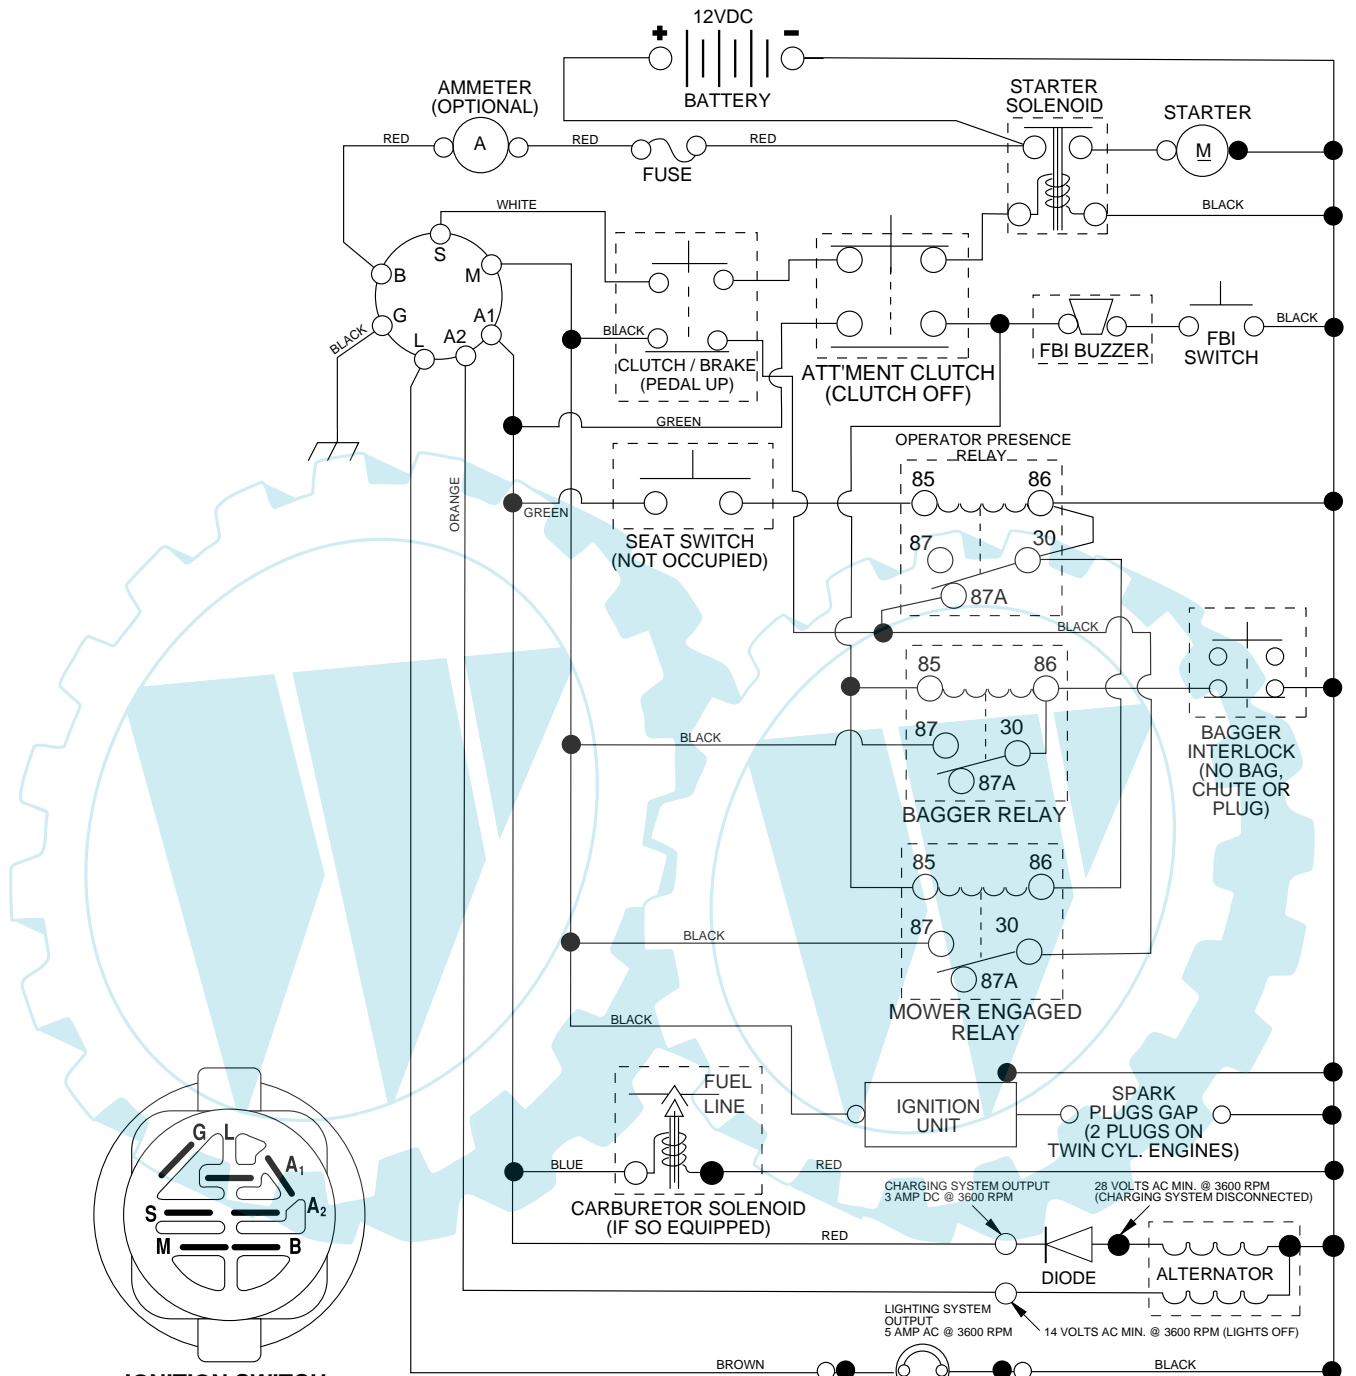 12VDC
+
-
BATTERY
AMMETER
(OPTIONAL)
STARTER
SOLENOID
STARTER
RED
A
RED
FUSE
RED
M
WHITE
BLACK
S
B
M
G
A1
L
A2
BLACK
BLACK
CLUTCH / BRAKE
(PEDAL UP)
ATT'MENT CLUTCH
(CLUTCH OFF)
FBI BUZZER
FBI
SWITCH
BLACK
GREEN
OPERATOR PRESENCE
RELAY
85
86
ORANGE
GREEN
SEAT SWITCH
(NOT OCCUPIED)
87
30
87A
BLACK
85
86
BLACK
87
30
87A
BAGGER RELAY
BAGGER
INTERLOCK
(NO BAG,
CHUTE OR
PLUG)
85
86
BLACK
87
30
87A
MOWER ENGAGED
RELAY
BLACK
FUEL
LINE
IGNITION
UNIT
SPARK
PLUGS GAP
(2 PLUGS ON
TWIN CYL. ENGINES)
BLUE
RED
CARBURETOR SOLENOID
(IF SO EQUIPPED)
CHARGING SYSTEM OUTPUT
3 AMP DC @ 3600 RPM
28 VOLTS AC MIN. @ 3600 RPM
(CHARGING SYSTEM DISCONNECTED)
RED
DIODE
ALTERNATOR
LIGHTING SYSTEM
OUTPUT
5 AMP AC @ 3600 RPM
14 VOLTS AC MIN. @ 3600 RPM (LIGHTS OFF)
BROWN
BLACK
G
L
A1
A2
S
M
B
IGNITION SWITCH